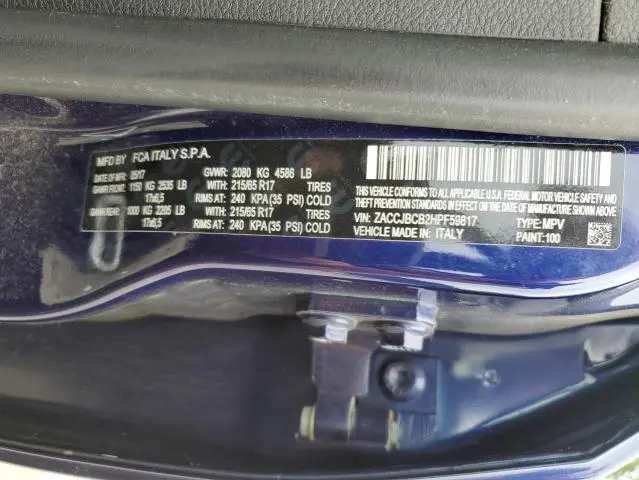 MFD BY FCA ITALY S.P.A.
DATE OF MFR 05/17 GVWR: 2080 KG 4586 LB
GAWR FRONT: 1150 KG 2535 LB 215/65 R17 TIRES
17x6,5 RIMS AT: 240 KPA (35 PSI) COLD
GAWR REAR: 1000 KG 2205 LB WITH: 215/65 R17 TIRES
17x6,5 RIMS AT: 240 KPA (35 PSI) COLD
THIS VEHICLE CONFORMS TO ALL APPLICABLE U.S.A. FEDERAL MOTOR
VEHICLE SAFETY, BUMPER, AND THEFT PREVENTION STANDARDS
IN EFFECT ON THE DATE OF MANUFACTURE SHOWN ABOVE.
VIN: ZACCJBCB2HPF59817 TYPE: MPV
VEHICLE MADE IN: ITALY PAINT: 100